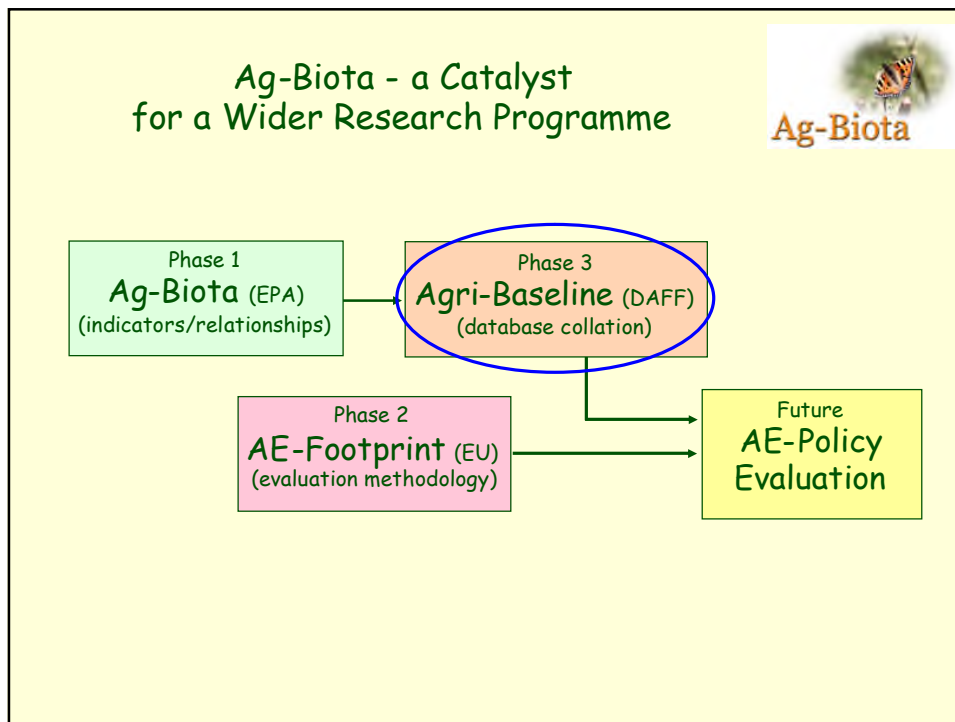 Ag-Biota - a Catalyst
for a Wider Research Programme
Ag-Biota
Phase 1
Ag-Biota (EPA)
(indicators/relationships)
Phase 3
Agri-Baseline (DAFF)
(database collation)
Phase 2
AE-Footprint (EU)
(evaluation methodology)
Future
AE-Policy
Evaluation